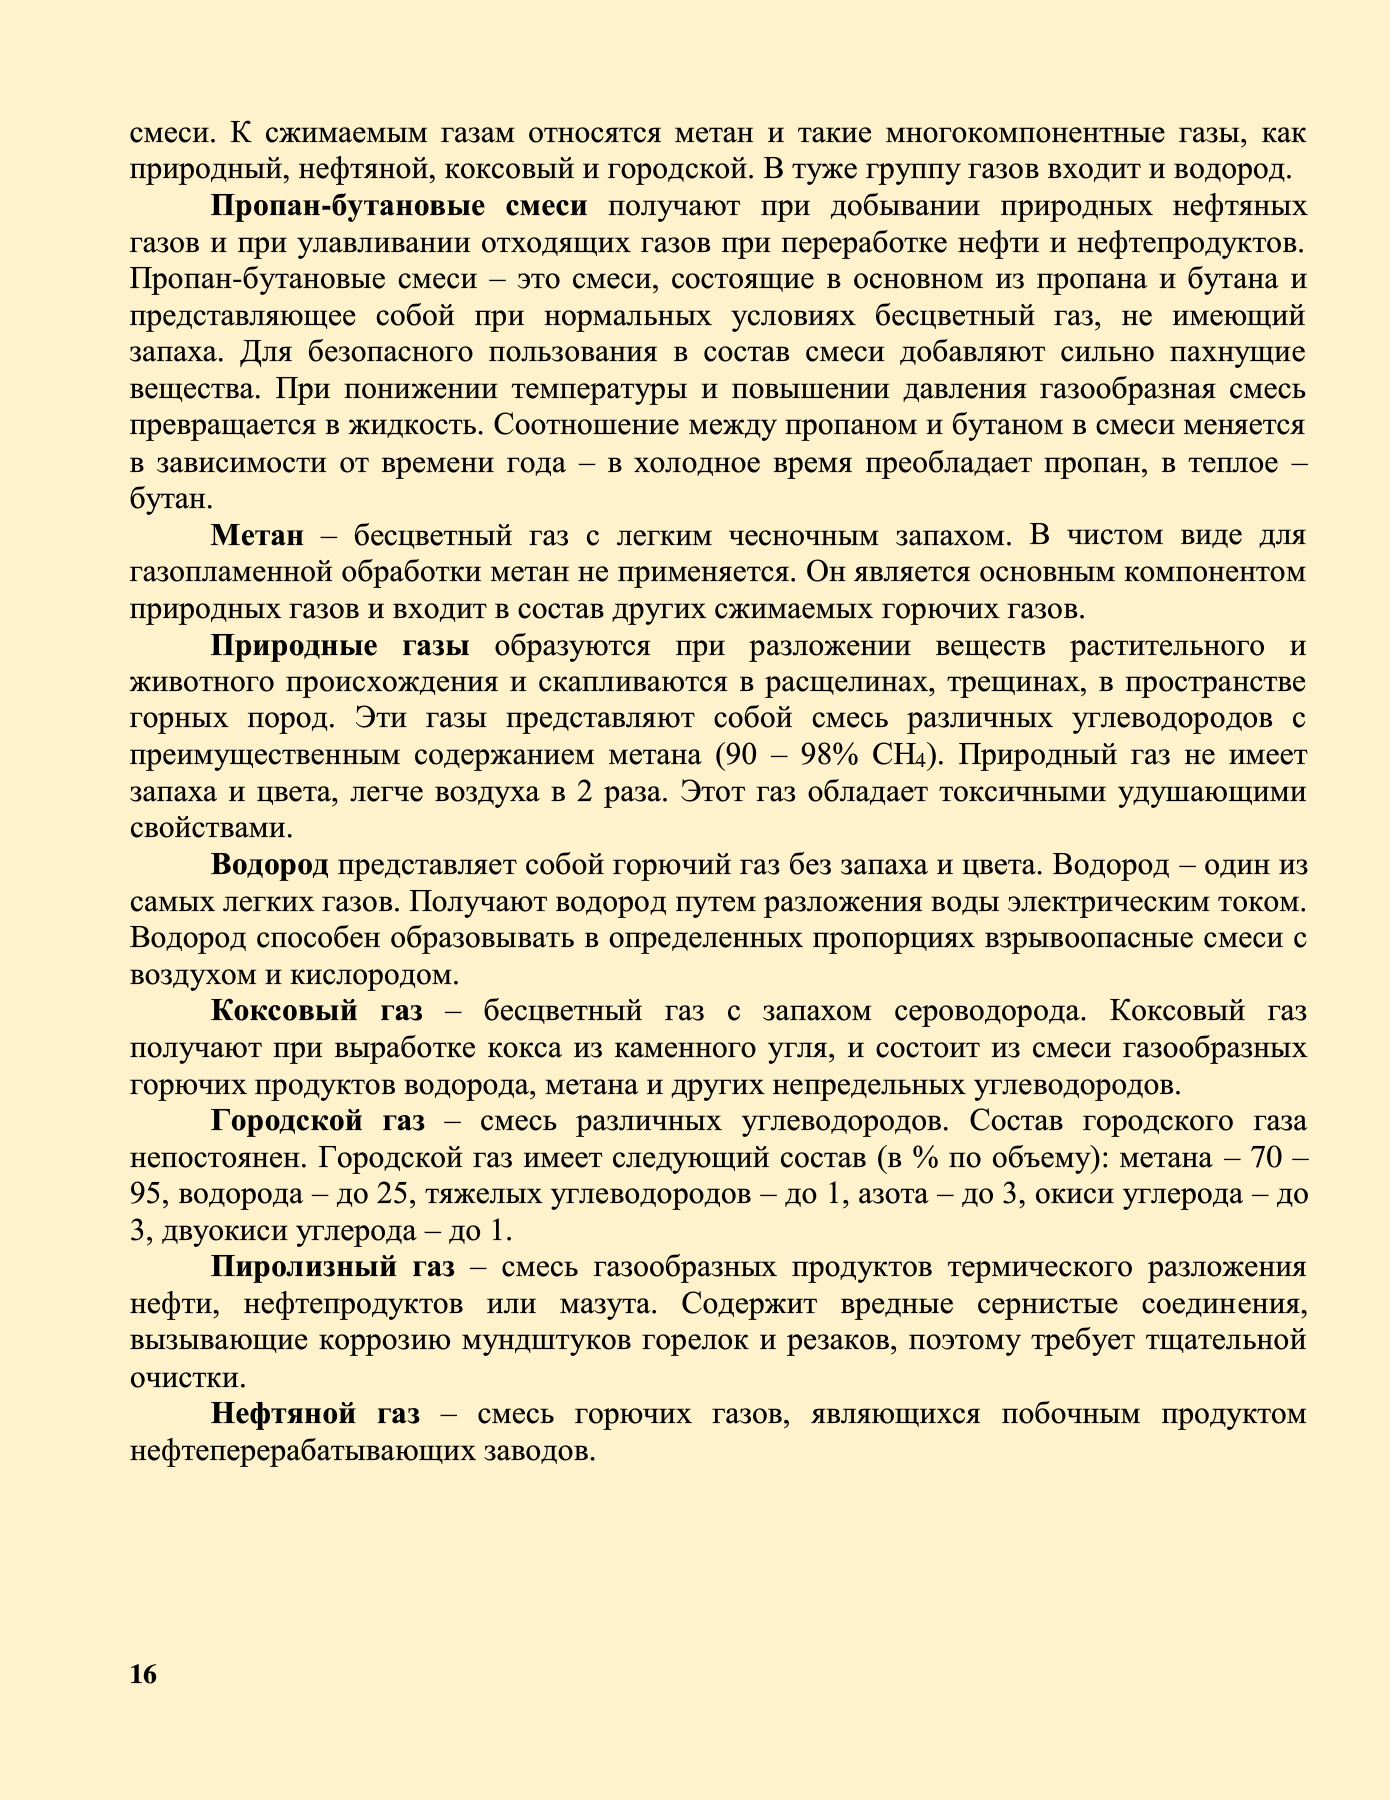 смеси. К сжимаемым газам относятся метан и такие многокомпонентные газы, как
природный, нефтяной, коксовый и городской. В туже группу газов входит и водород.
Пропан-бутановые смеси получают при добывании природных нефтяных
газов и при улавливании отходящих газов при переработке нефти и нефтепродуктов.
Пропан-бутановые смеси – это смеси, состоящие в основном из пропана и бутана и
представляющее собой при нормальных условиях бесцветный газ, не имеющий
запаха. Для безопасного пользования в состав смеси добавляют сильно пахнущие
вещества. При понижении температуры и повышении давления газообразная смесь
превращается в жидкость. Соотношение между пропаном и бутаном в смеси меняется
в зависимости от времени года – в холодное время преобладает пропан, в теплое –
бутан.
Метан – бесцветный газ с легким чесночным запахом. В чистом виде для
газопламенной обработки метан не применяется. Он является основным компонентом
природных газов и входит в состав других сжимаемых горючих газов.
Природные газы образуются при разложении веществ растительного и
животного происхождения и скапливаются в расщелинах, трещинах, в пространстве
горных пород. Эти газы представляют собой смесь различных углеводородов с
преимущественным содержанием метана (90 – 98% CH₄). Природный газ не имеет
запаха и цвета, легче воздуха в 2 раза. Этот газ обладает токсичными удушающими
свойствами.
Водород представляет собой горючий газ без запаха и цвета. Водород – один из
самых легких газов. Получают водород путем разложения воды электрическим током.
Водород способен образовывать в определенных пропорциях взрывоопасные смеси с
воздухом и кислородом.
Коксовый газ – бесцветный газ с запахом сероводорода. Коксовый газ
получают при выработке кокса из каменного угля, и состоит из смеси газообразных
горючих продуктов водорода, метана и других непредельных углеводородов.
Городской газ – смесь различных углеводородов. Состав городского газа
непостоянен. Городской газ имеет следующий состав (в % по объему): метана – 70 –
95, водорода – до 25, тяжелых углеводородов – до 1, азота – до 3, окиси углерода – до
3, двуокиси углерода – до 1.
Пиролизный газ – смесь газообразных продуктов термического разложения
нефти, нефтепродуктов или мазута. Содержит вредные сернистые соединения,
вызывающие коррозию мундштуков горелок и резаков, поэтому требует тщательной
очистки.
Нефтяной газ – смесь горючих газов, являющихся побочным продуктом
нефтеперерабатывающих заводов.
16